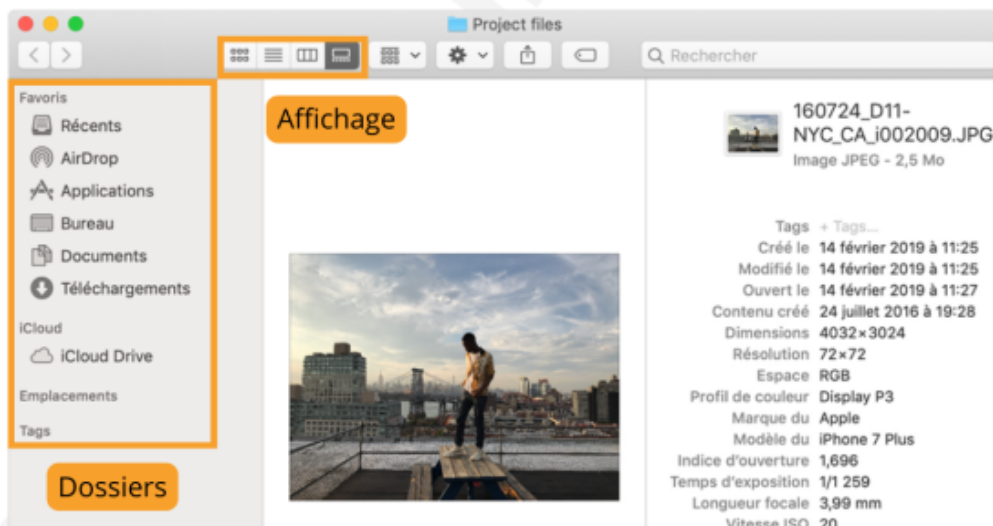 Project files
Rechercher
Favoris
Récents
AirDrop
Applications
Bureau
Documents
Téléchargements
iCloud
iCloud Drive
Emplacements
Tags
Dossiers
Affichage
160724_D11-
NYC_CA_i002009.JPG
Image JPEG - 2,5 Mo
Tags + Tags...
Créé le 14 février 2019 à 11:25
Modifié le 14 février 2019 à 11:25
Ouvert le 14 février 2019 à 11:27
Contenu créé 24 juillet 2016 à 19:28
Dimensions 4032×3024
Résolution 72×72
Espace RGB
Profil de couleur Display P3
Marque du Apple
Modèle du iPhone 7 Plus
Indice d'ouverture 1,696
Temps d'exposition 1/1 259
Longueur focale 3,99 mm
Vitesse ISO 20